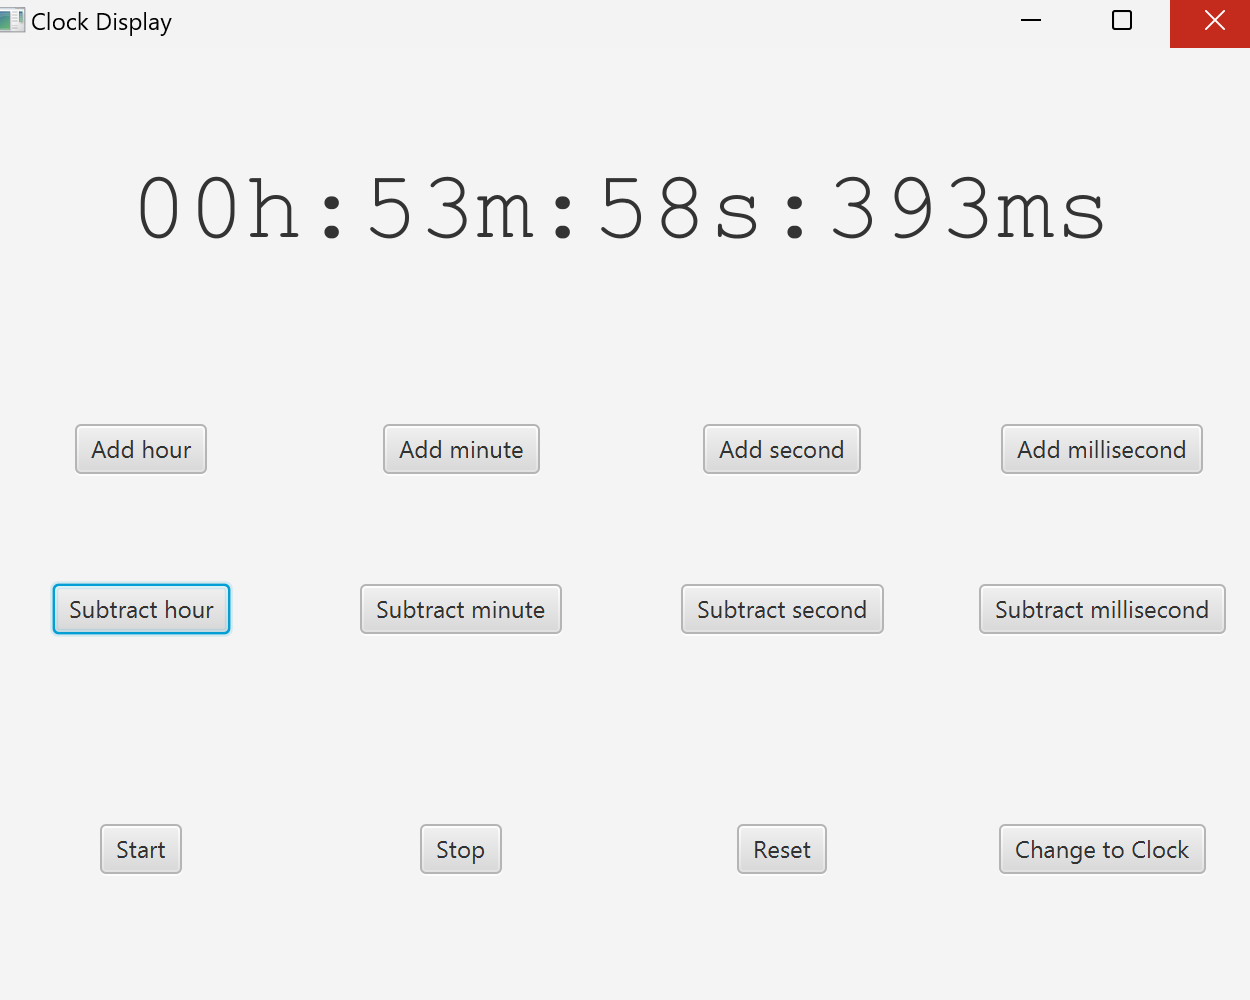 Clock Display
00h:53m:58s:393ms
Add hour Add minute Add second Add millisecond
Subtract hour Subtract minute Subtract second Subtract millisecond
Start Stop Reset Change to Clock